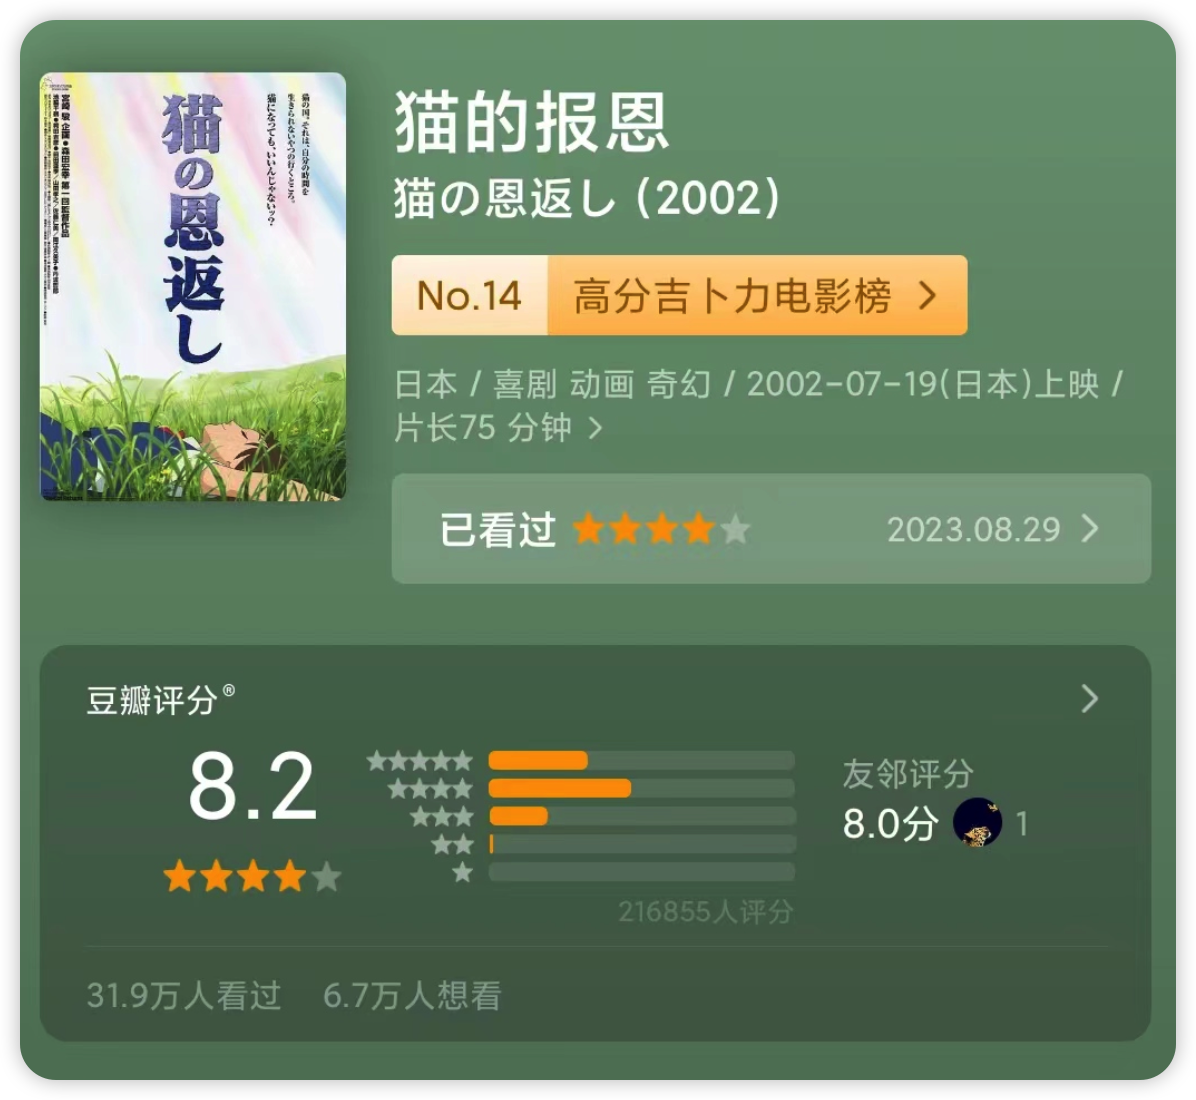 猫の恩返し
猫の国。それは、自分の時間を
生きられないやつの行くところ。
猫になっても、いいんじゃないッ?
猫的报恩
猫の恩返し(2002)
No.14 高分吉卜力电影榜
日本 / 喜剧 动画 奇幻 / 2002-07-19(日本)上映 /
片长75 分钟
已看过 2023.08.29
豆瓣评分®
8.2
友邻评分
8.0分 1
216855人评分
31.9万人看过 6.7万人想看